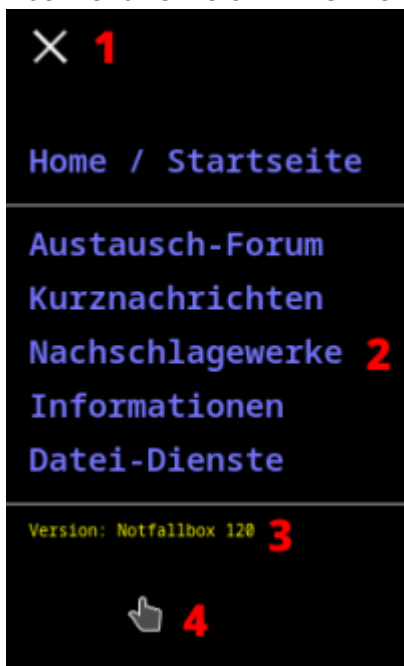 1
Home / Startseite
Austausch-Forum
Kurznachrichten
Nachschlagewerke 2
Informationen
Datei-Dienste
Version: Notfallbox 120 3
4